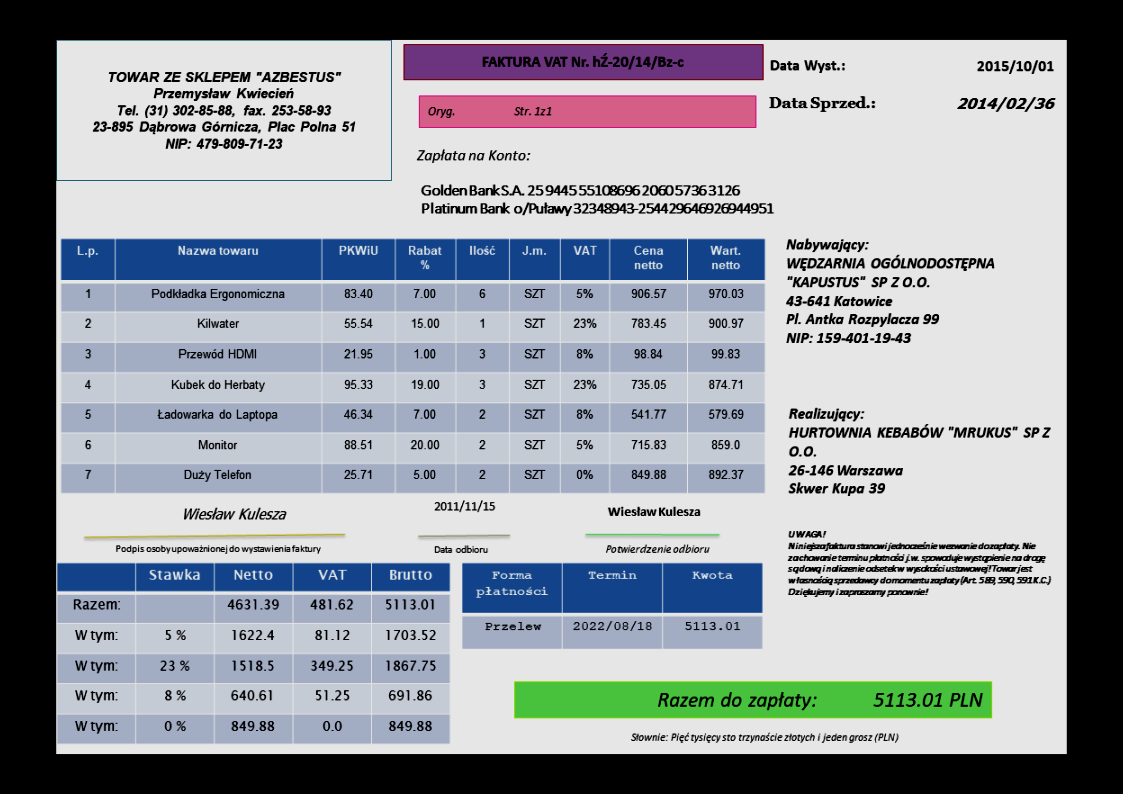 TOWAR ZE SKLEPEM "AZBESTUS"
Przemysław Kwiecień
Tel. (31) 302-85-88, fax. 253-58-93
23-895 Dąbrowa Górnicza, Plac Polna 51
NIP: 479-809-71-23
FAKTURA VAT Nr. hŹ-20/14/Bz-c
Oryg. Str. 1z1
Data Wyst.: 2015/10/01
Data Sprzed.: 2014/02/36
Zapłata na Konto:
Golden Bank S.A. 25 9445 5510 8696 2060 5736 3126
Platinum Bank o/Puławy 32348943-254429646926944951
L.p. Nazwa towaru PKWiU Rabat % Ilość J.m. VAT Cena netto Wart. netto
1 Podkładka Ergonomiczna 83.40 7.00 6 SZT 5% 906.57 970.03
2 Kilwater 55.54 15.00 1 SZT 23% 783.45 900.97
3 Przewód HDMI 21.95 1.00 3 SZT 8% 98.84 99.83
4 Kubek do Herbaty 95.33 19.00 3 SZT 23% 735.05 874.71
5 Ładowarka do Laptopa 46.34 7.00 2 SZT 8% 541.77 579.69
6 Monitor 88.51 20.00 2 SZT 5% 715.83 859.0
7 Duży Telefon 25.71 5.00 2 SZT 0% 849.88 892.37
Nabywający:
WĘDZARNIA OGÓLNODOSTĘPNA
"KAPUSTUS" SP Z O.O.
43-641 Katowice
Pl. Antka Rozpylacza 99
NIP: 159-401-19-43
Realizujący:
HURTOWNIA KEBABÓW "MRUKUS" SP Z
O.O.
26-146 Warszawa
Skwer Kupa 39
Wiesław Kulesza 2011/11/15 Wiesław Kulesza
Podpis osoby upoważnionej do wystawienia faktury Data odbioru Potwierdzenie odbioru
UWAGA!
Niniejsza faktura stanowi jednocześnie wezwanie do zapłaty. Nie
zachowanie terminu płatności j.w. spowoduje wystąpienie na drogę
sądową i naliczenie odsetek w wysokości ustawowej! Towar jest
własnością sprzedawcy do momentu zapłaty (Art. 589, 590, 591 K.C.)
Dziękujemy i zapraszamy ponownie!
Stawka Netto VAT Brutto
Razem: 4631.39 481.62 5113.01
W tym: 5 % 1622.4 81.12 1703.52
W tym: 23 % 1518.5 349.25 1867.75
W tym: 8 % 640.61 51.25 691.86
W tym: 0 % 849.88 0.0 849.88
Forma płatności Termin Kwota
Przelew 2022/08/18 5113.01
Razem do zapłaty: 5113.01 PLN
Słownie: Pięć tysięcy sto trzynaście złotych i jeden grosz (PLN)